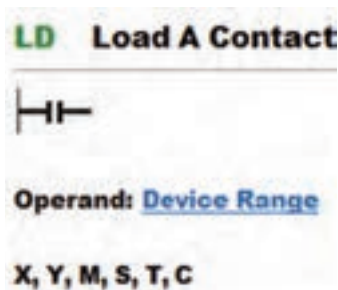 LD Load A Contact
Operand: Device Range
X, Y, M, S, T, C